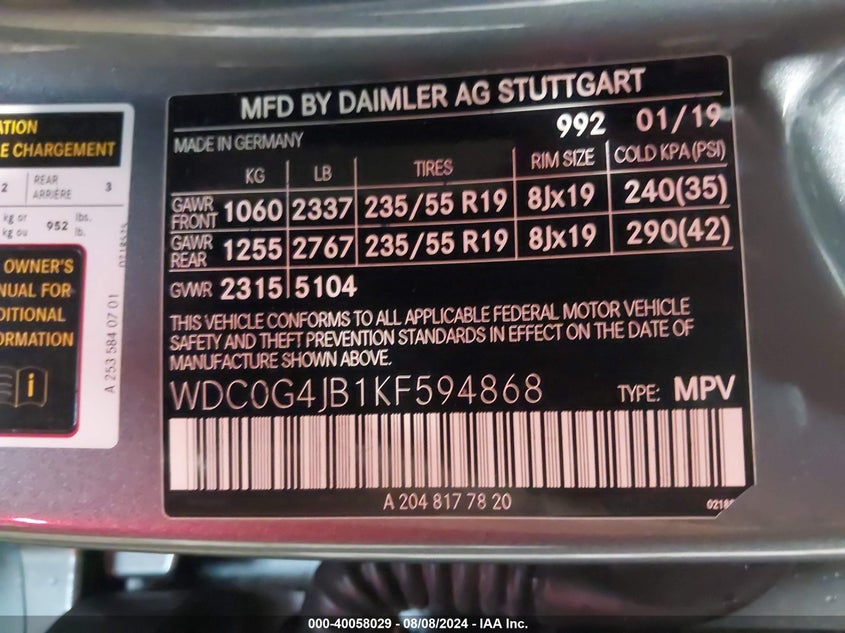 ATION
E CHARGEMENT
2 REAR ARRIÈRE 3
kg or kg ou 952 lbs. lb.
OWNER'S
NUAL FOR
DITIONAL
FORMATION
i
A 253 584 07 01
MFD BY DAIMLER AG STUTTGART
992 01/19
MADE IN GERMANY
KG LB TIRES RIM SIZE COLD KPA (PSI)
GAWR FRONT 1060 2337 235/55 R19 8Jx19 240(35)
GAWR REAR 1255 2767 235/55 R19 8Jx19 290(42)
GVWR 2315 5104
THIS VEHICLE CONFORMS TO ALL APPLICABLE FEDERAL MOTOR VEHICLE
SAFETY AND THEFT PREVENTION STANDARDS IN EFFECT ON THE DATE OF
MANUFACTURE SHOWN ABOVE.
WDC0G4JB1KF594868 TYPE: MPV
A 204 817 78 20
000-40058029 - 08/08/2024 - IAA Inc.